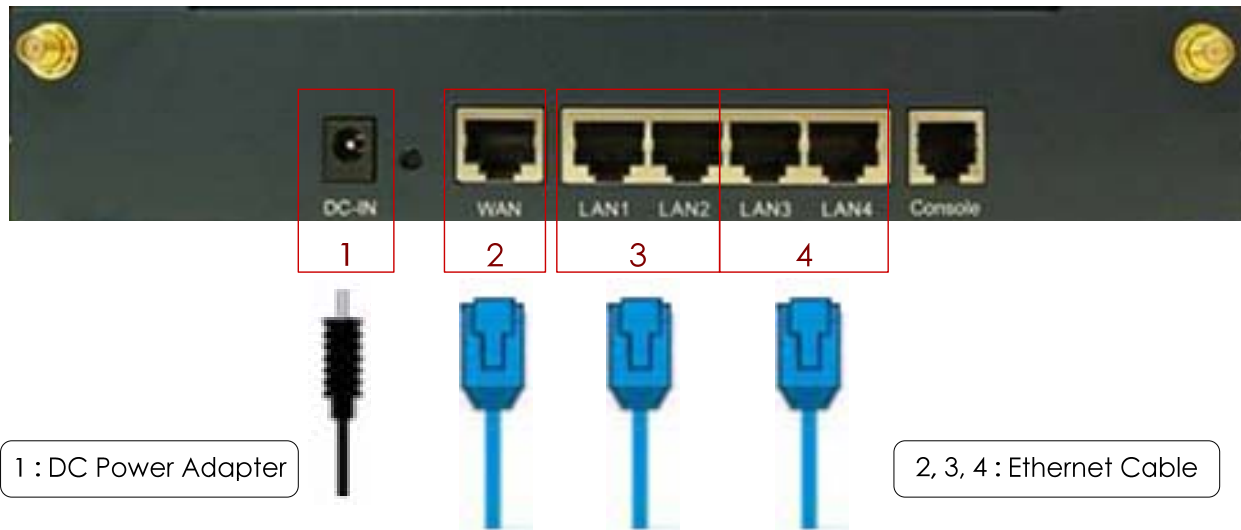 DC-IN WAN LAN1 LAN2 LAN3 LAN4 Console
1 2 3 4
1 : DC Power Adapter
2, 3, 4 : Ethernet Cable